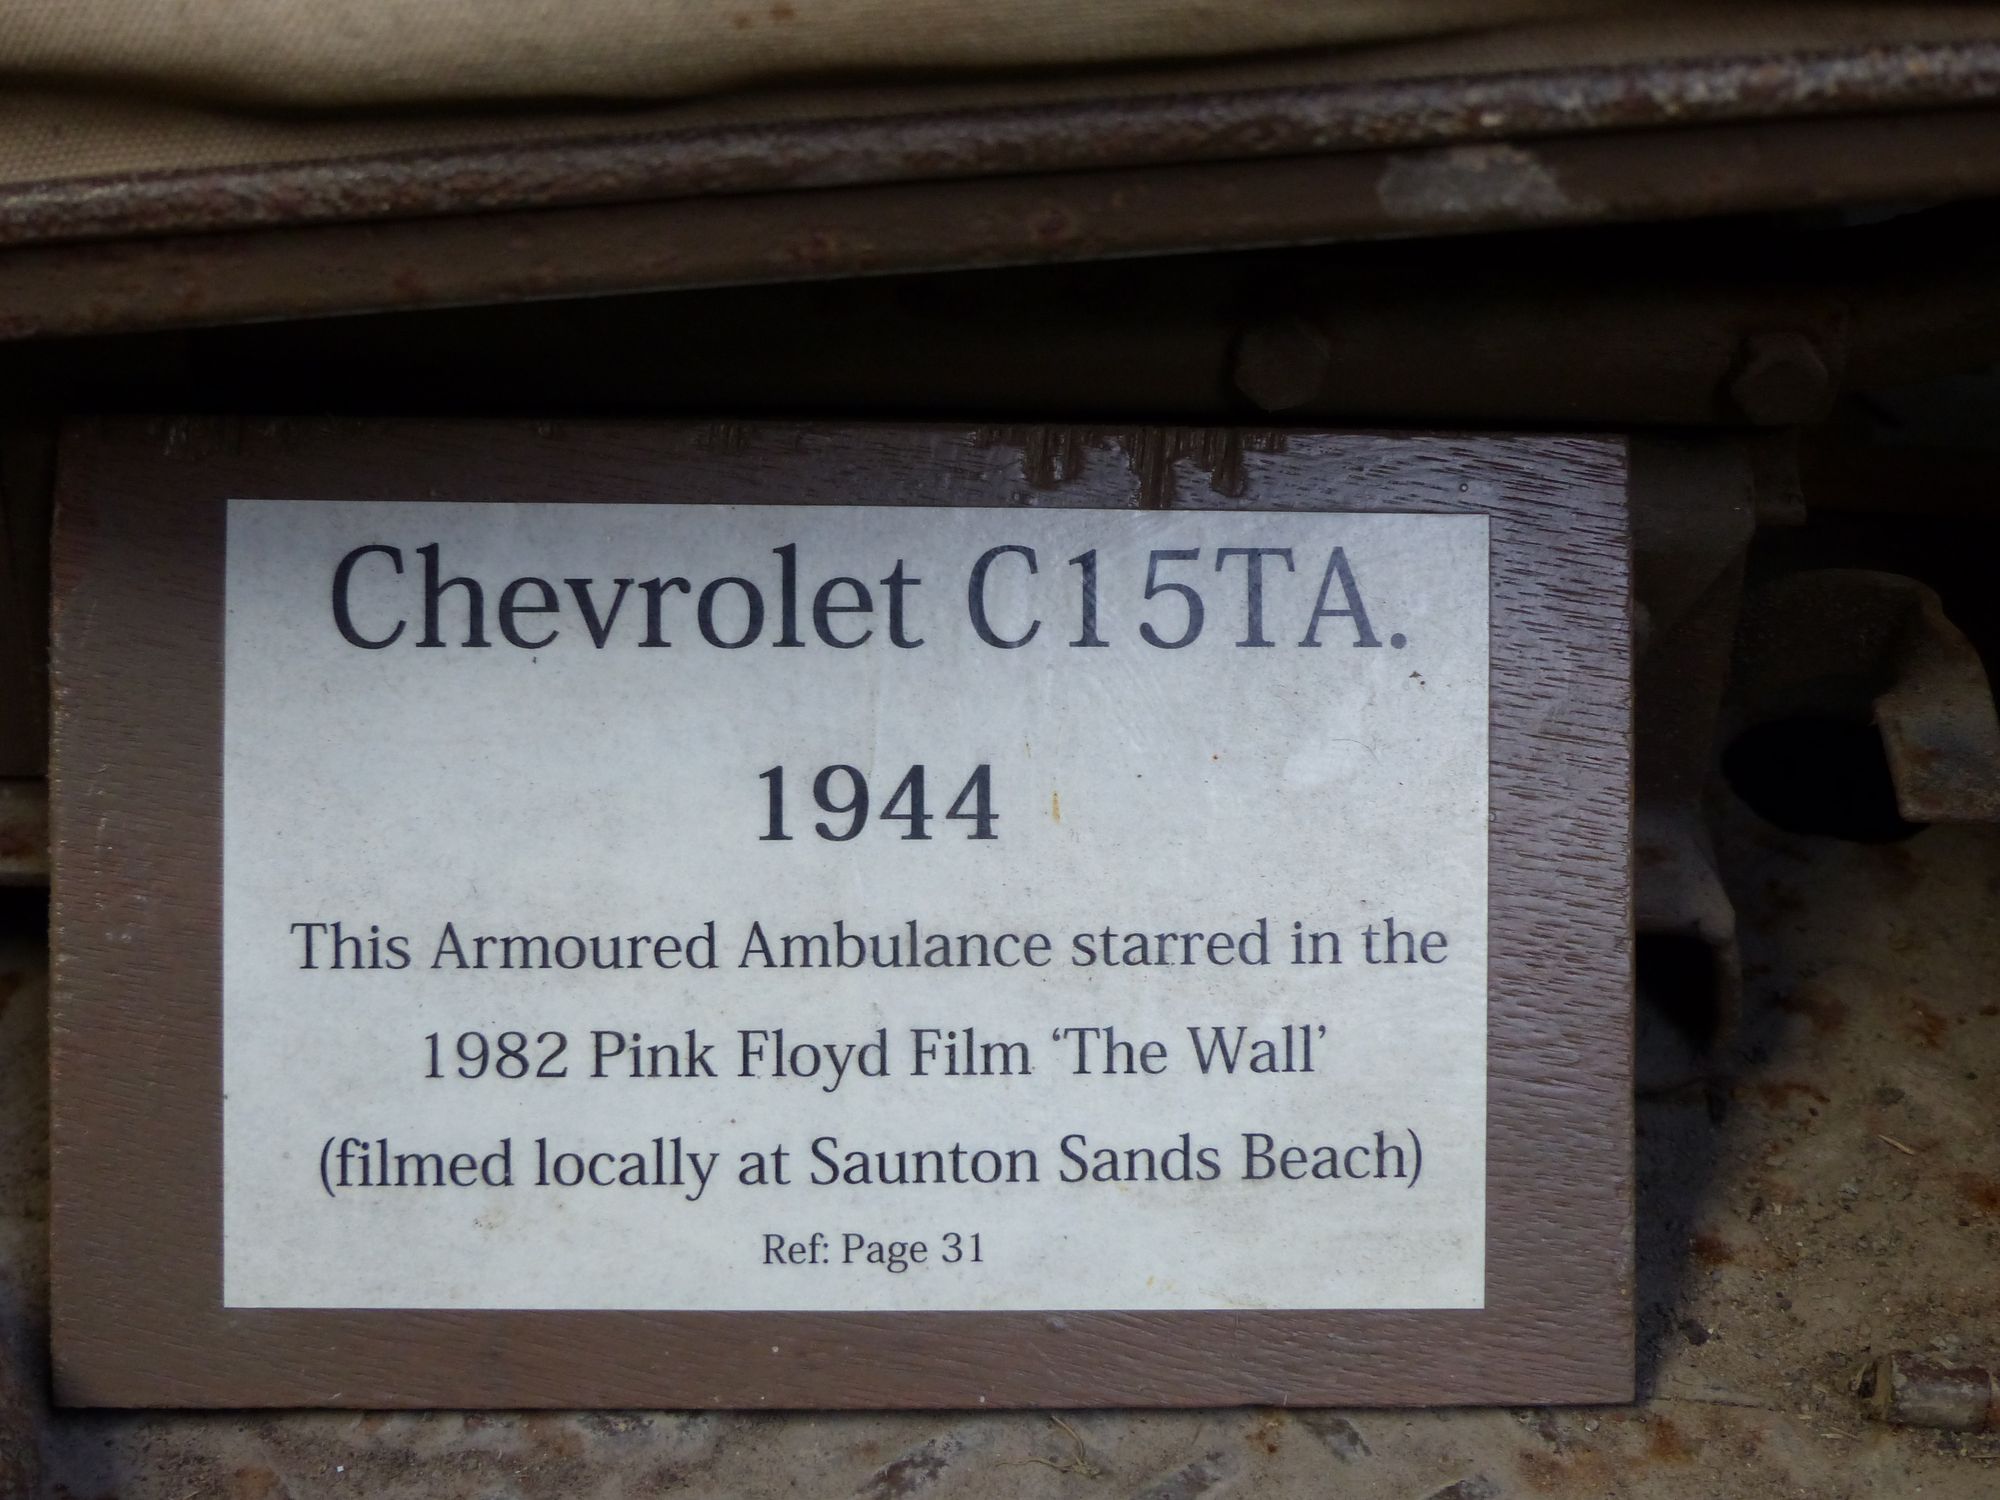 Chevrolet C15TA.
1944
This Armoured Ambulance starred in the
1982 Pink Floyd Film ‘The Wall’
(filmed locally at Saunton Sands Beach)
Ref: Page 31